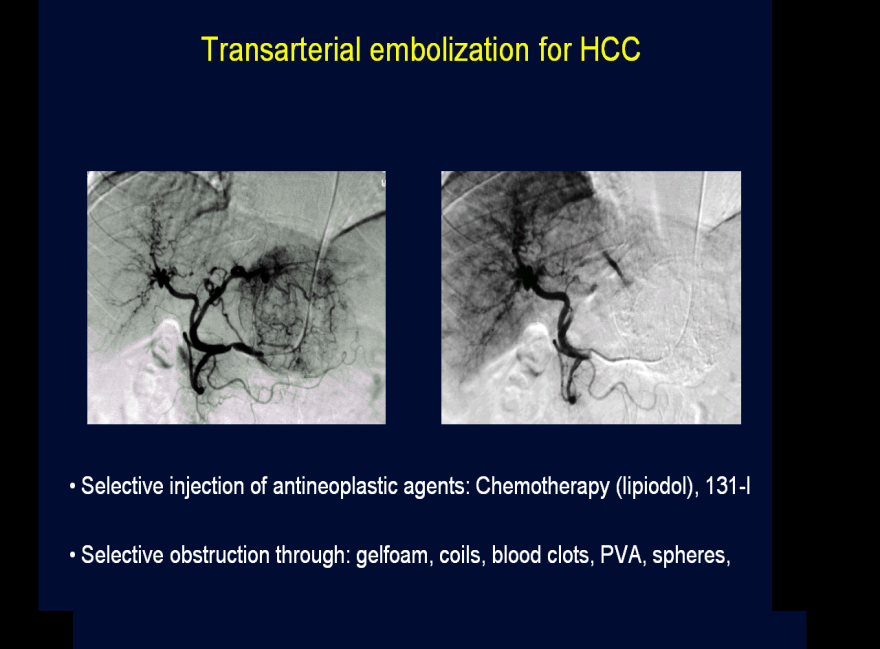 Transarterial embolization for HCC
• Selective injection of antineoplastic agents: Chemotherapy (lipiodol), 131-I
• Selective obstruction through: gelfoam, coils, blood clots, PVA, spheres,